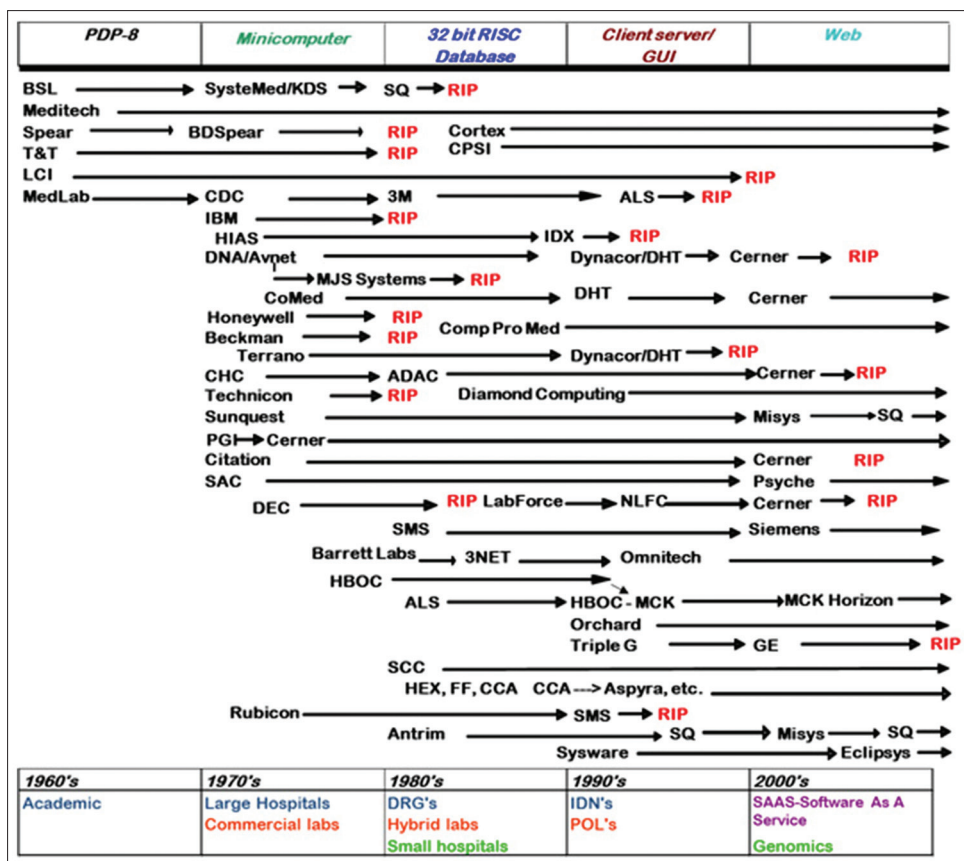 PDP-8 Minicomputer 32 bit RISC Database Client server/ GUI Web
BSL SysteMed/KDS SQ RIP
Meditech
Spear BDSpear RIP Cortex
T&T RIP CPSI
LCI RIP
MedLab CDC 3M ALS RIP
IBM RIP
HIAS IDX RIP
DNA/Avnet Dynacor/DHT Cerner RIP
MJS Systems RIP
CoMed DHT Cerner
Honeywell RIP
Beckman RIP Comp Pro Med
Terrano Dynacor/DHT RIP
CHC ADAC Cerner RIP
Technicon RIP Diamond Computing
Sunquest Misys SQ
PGI Cerner
Citation Cerner RIP
SAC Psyche
DEC RIP LabForce NLFC Cerner RIP
SMS Siemens
Barrett Labs 3NET Omnitech
HBOC
ALS HBOC - MCK MCK Horizon
Orchard
Triple G GE RIP
SCC
HEX, FF, CCA CCA ---> Aspyra, etc.
Rubicon SMS RIP
Antrim SQ Misys SQ
Sysware Eclipsys
1960's 1970's 1980's 1990's 2000's
Academic Large Hospitals DRG's IDN's SAAS-Software As A Service
Commercial labs Hybrid labs POL's
Small hospitals Genomics